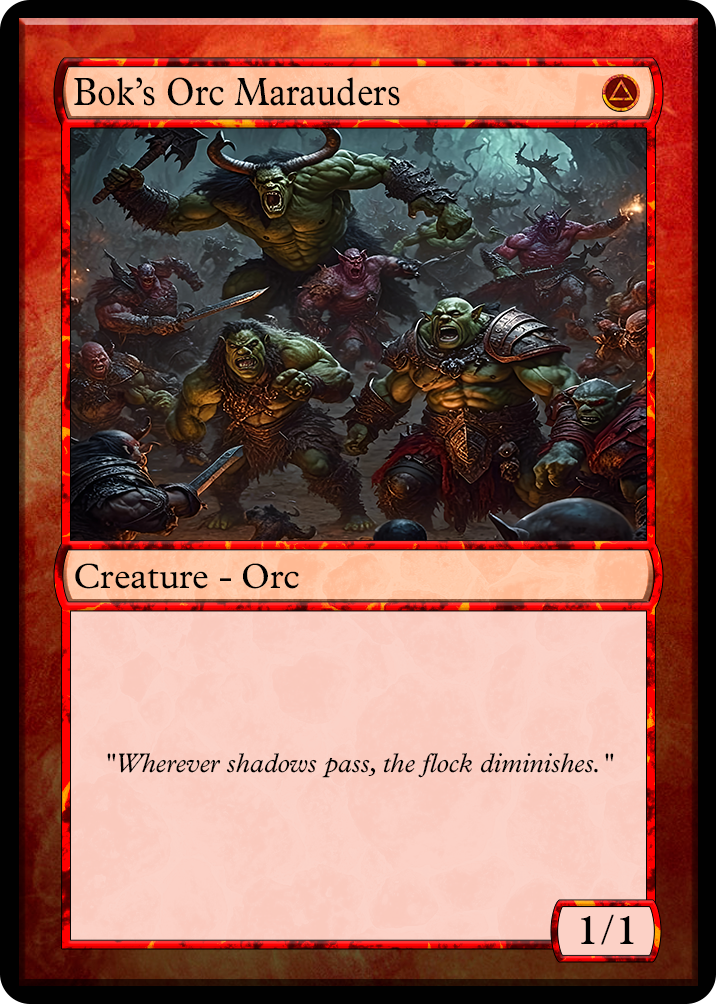 Bok's Orc Marauders
Creature - Orc
"Wherever shadows pass, the flock diminishes."
1/1